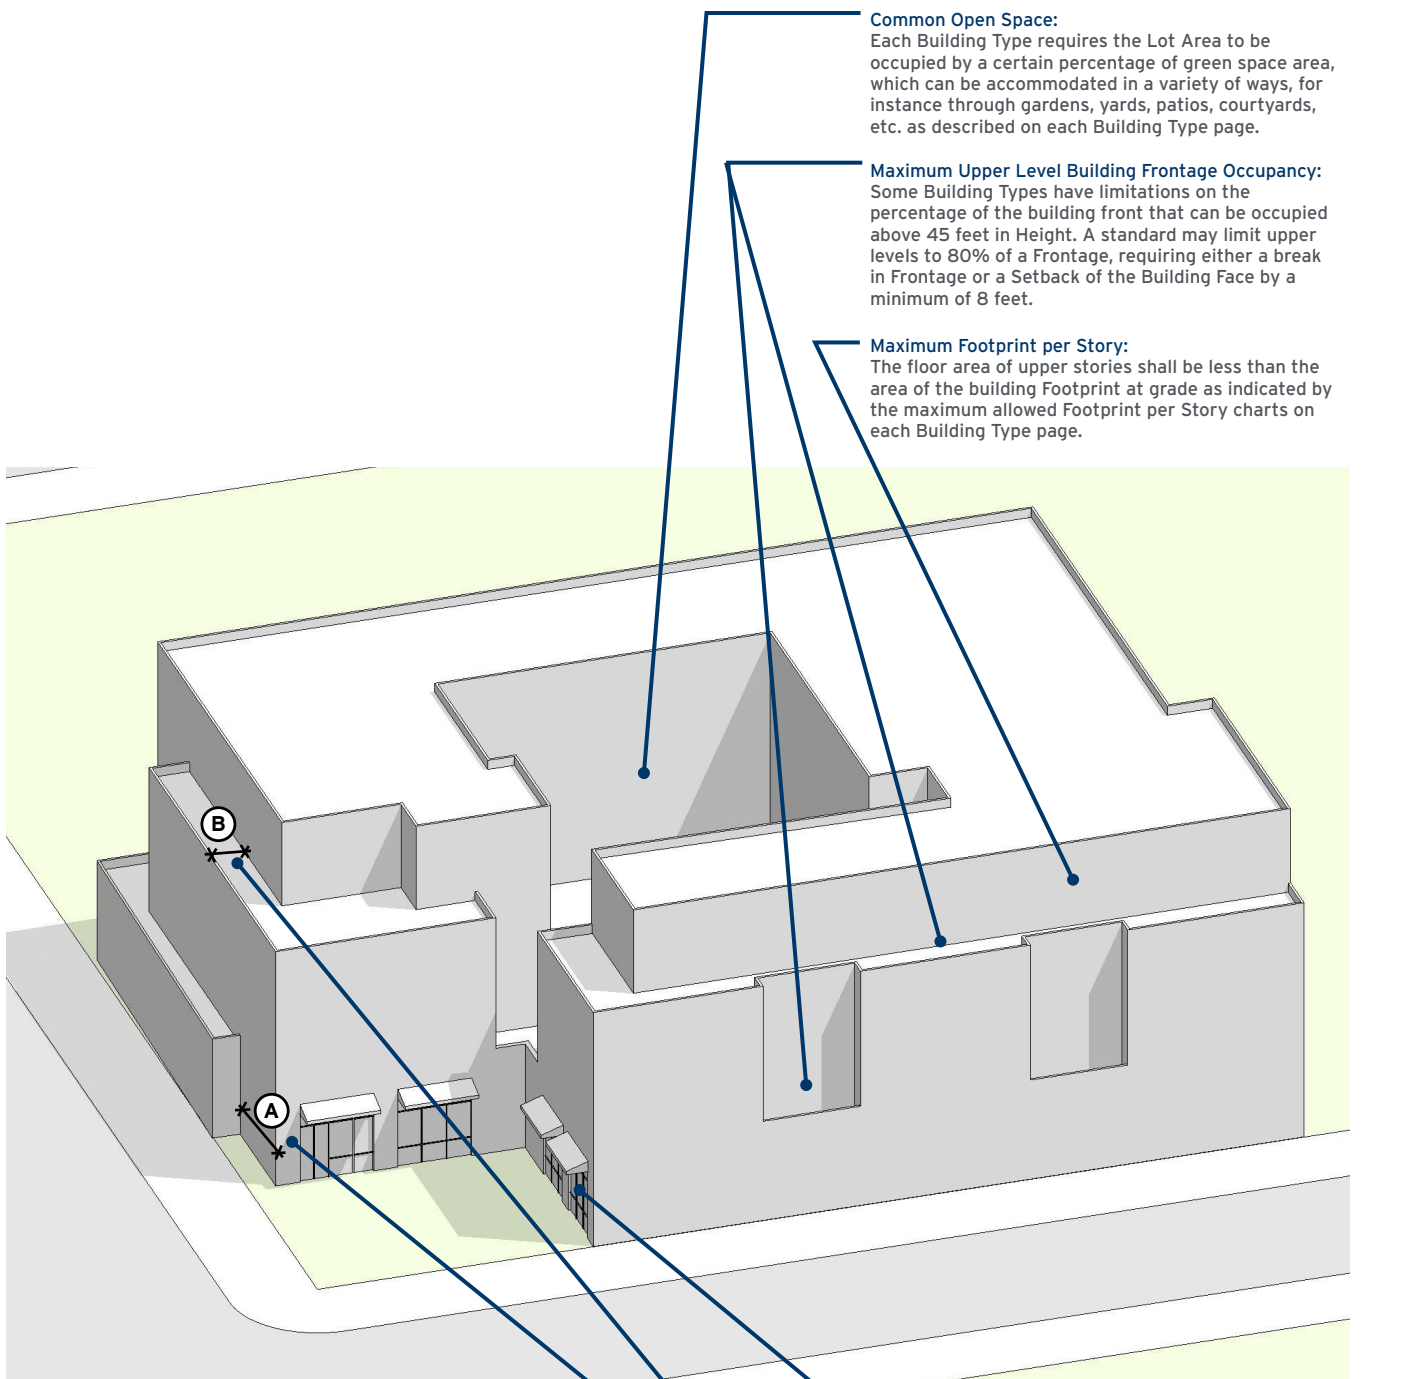 Common Open Space:
Each Building Type requires the Lot Area to be
occupied by a certain percentage of green space area,
which can be accommodated in a variety of ways, for
instance through gardens, yards, patios, courtyards,
etc. as described on each Building Type page.
Maximum Upper Level Building Frontage Occupancy:
Some Building Types have limitations on the
percentage of the building front that can be occupied
above 45 feet in Height. A standard may limit upper
levels to 80% of a Frontage, requiring either a break
in Frontage or a Setback of the Building Face by a
minimum of 8 feet.
Maximum Footprint per Story:
The floor area of upper stories shall be less than the
area of the building Footprint at grade as indicated by
the maximum allowed Footprint per Story charts on
each Building Type page.
B
A